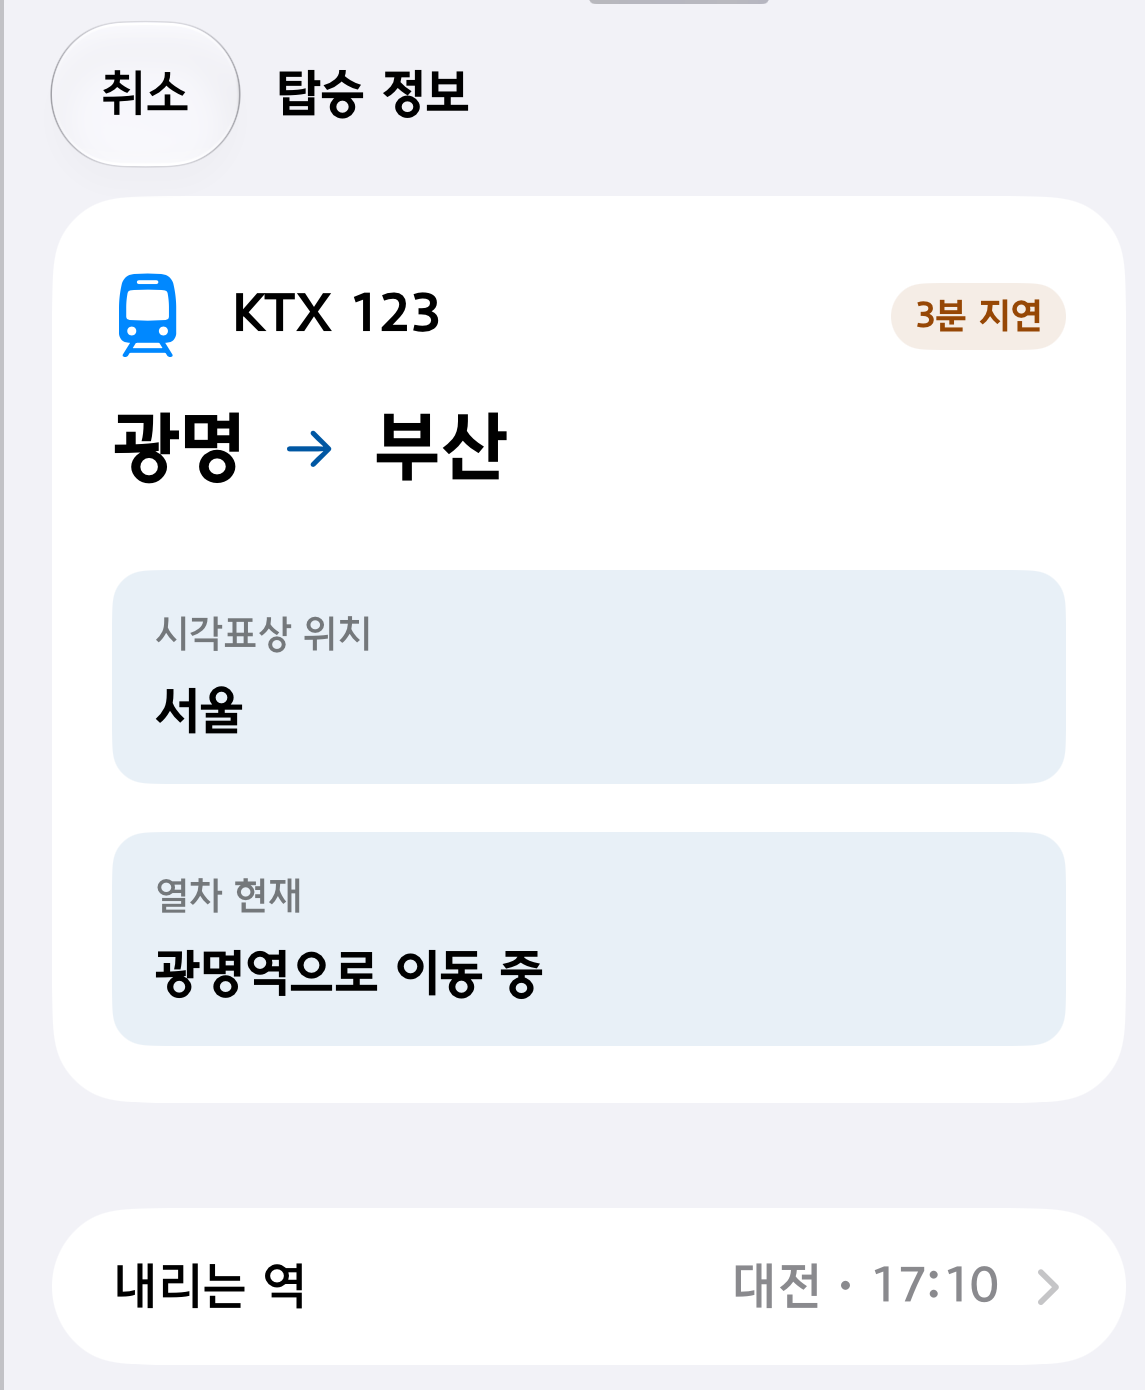 취소 탑승 정보
KTX 123 3분 지연
광명 → 부산
시각표상 위치
서울
열차 현재
광명역으로 이동 중
내리는 역 대전 · 17:10